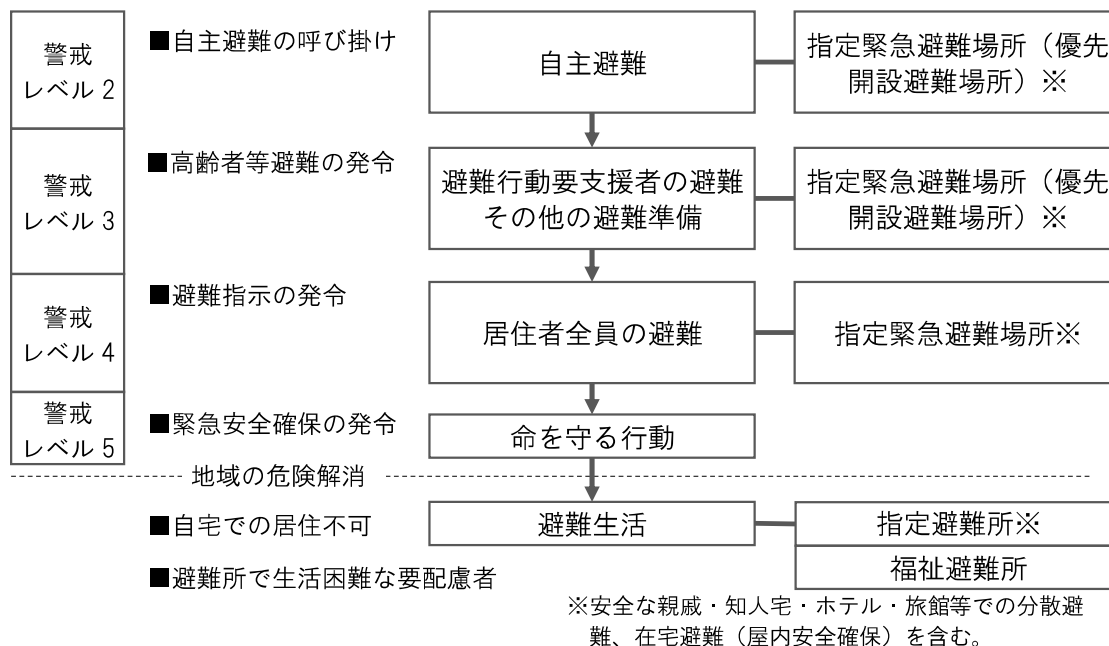 警戒
レベル 2
■自主避難の呼び掛け
自主避難
指定緊急避難場所（優先
開設避難場所）※
警戒
レベル 3
■高齢者等避難の発令
避難行動要支援者の避難
その他の避難準備
指定緊急避難場所（優先
開設避難場所）※
警戒
レベル 4
■避難指示の発令
居住者全員の避難
指定緊急避難場所※
警戒
レベル 5
■緊急安全確保の発令
命を守る行動
地域の危険解消
■自宅での居住不可
避難生活
指定避難所※
■避難所で生活困難な要配慮者
福祉避難所
※安全な親戚・知人宅・ホテル・旅館等での分散避
難、在宅避難（屋内安全確保）を含む。